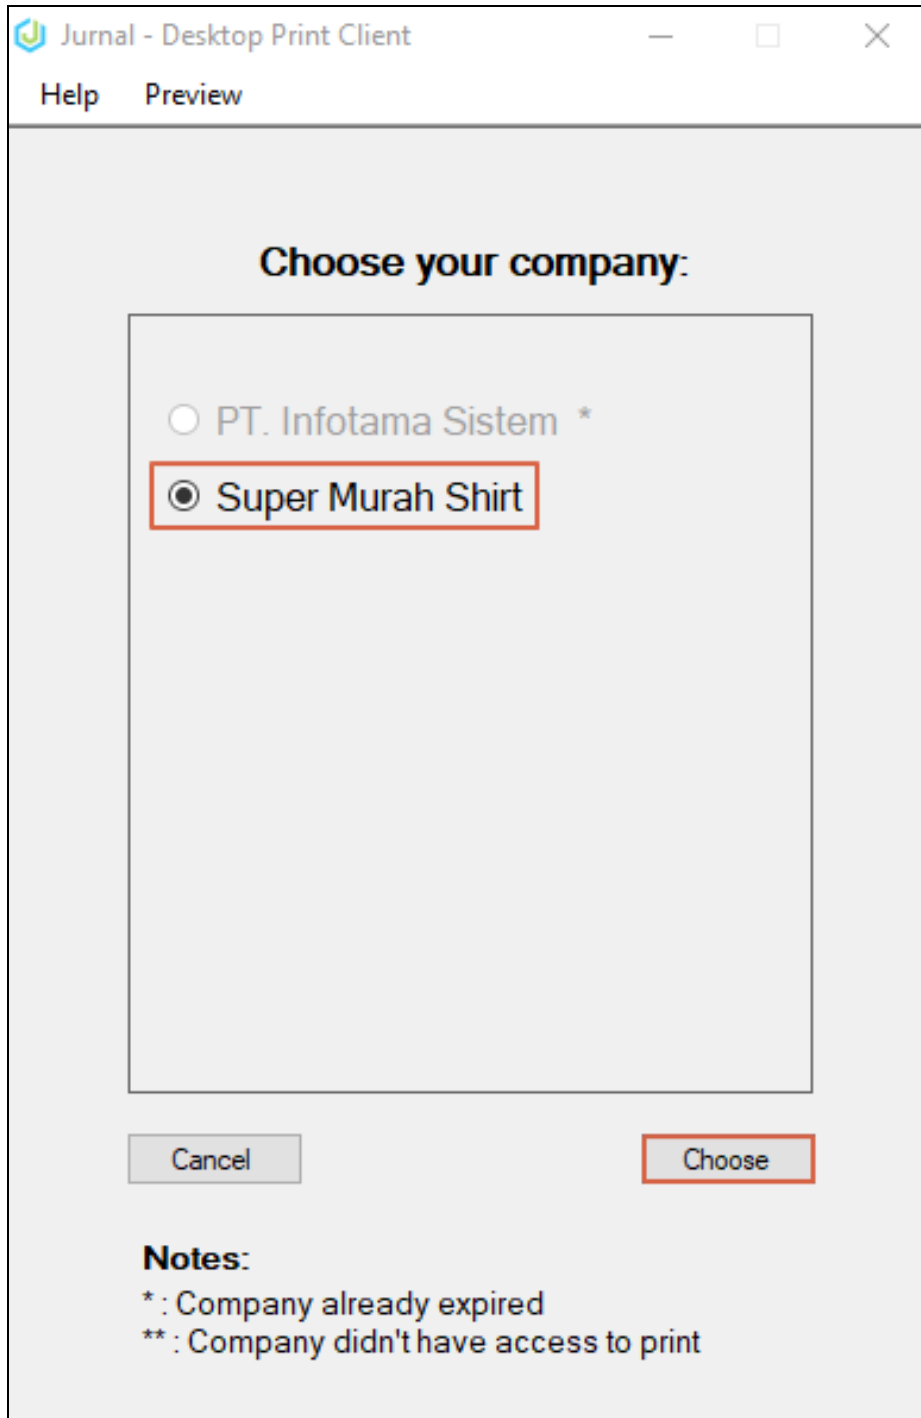 Jurnal - Desktop Print Client
Help Preview
Choose your company:
PT. Infotama Sistem *
Super Murah Shirt
Cancel Choose
Notes:
* : Company already expired
** : Company didn't have access to print